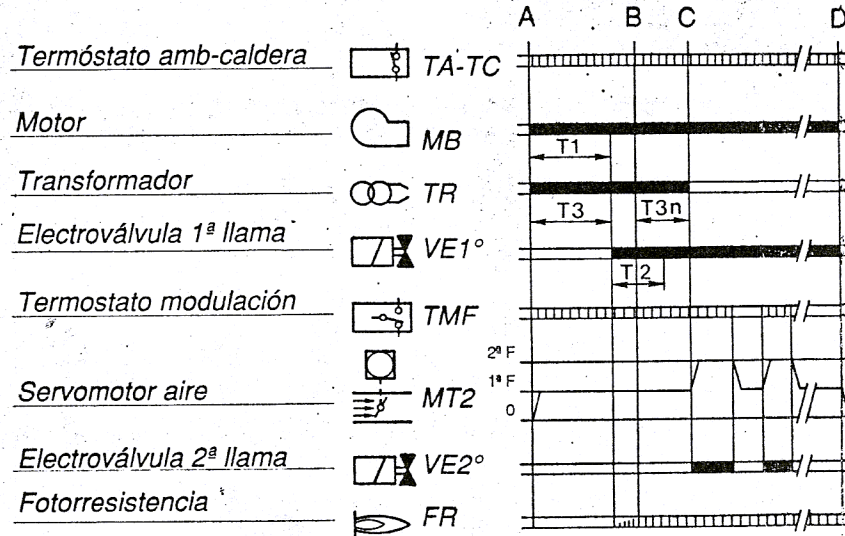 A B C D
Termóstato amb-caldera TA-TC
Motor MB
T1
Transformador TR
T3 T3n
Electroválvula 1ª llama VE1°
T2
Termostato modulación TMF
2ª F
1ª F
Servomotor aire MT2
0
Electroválvula 2ª llama VE2°
Fotorresistencia FR